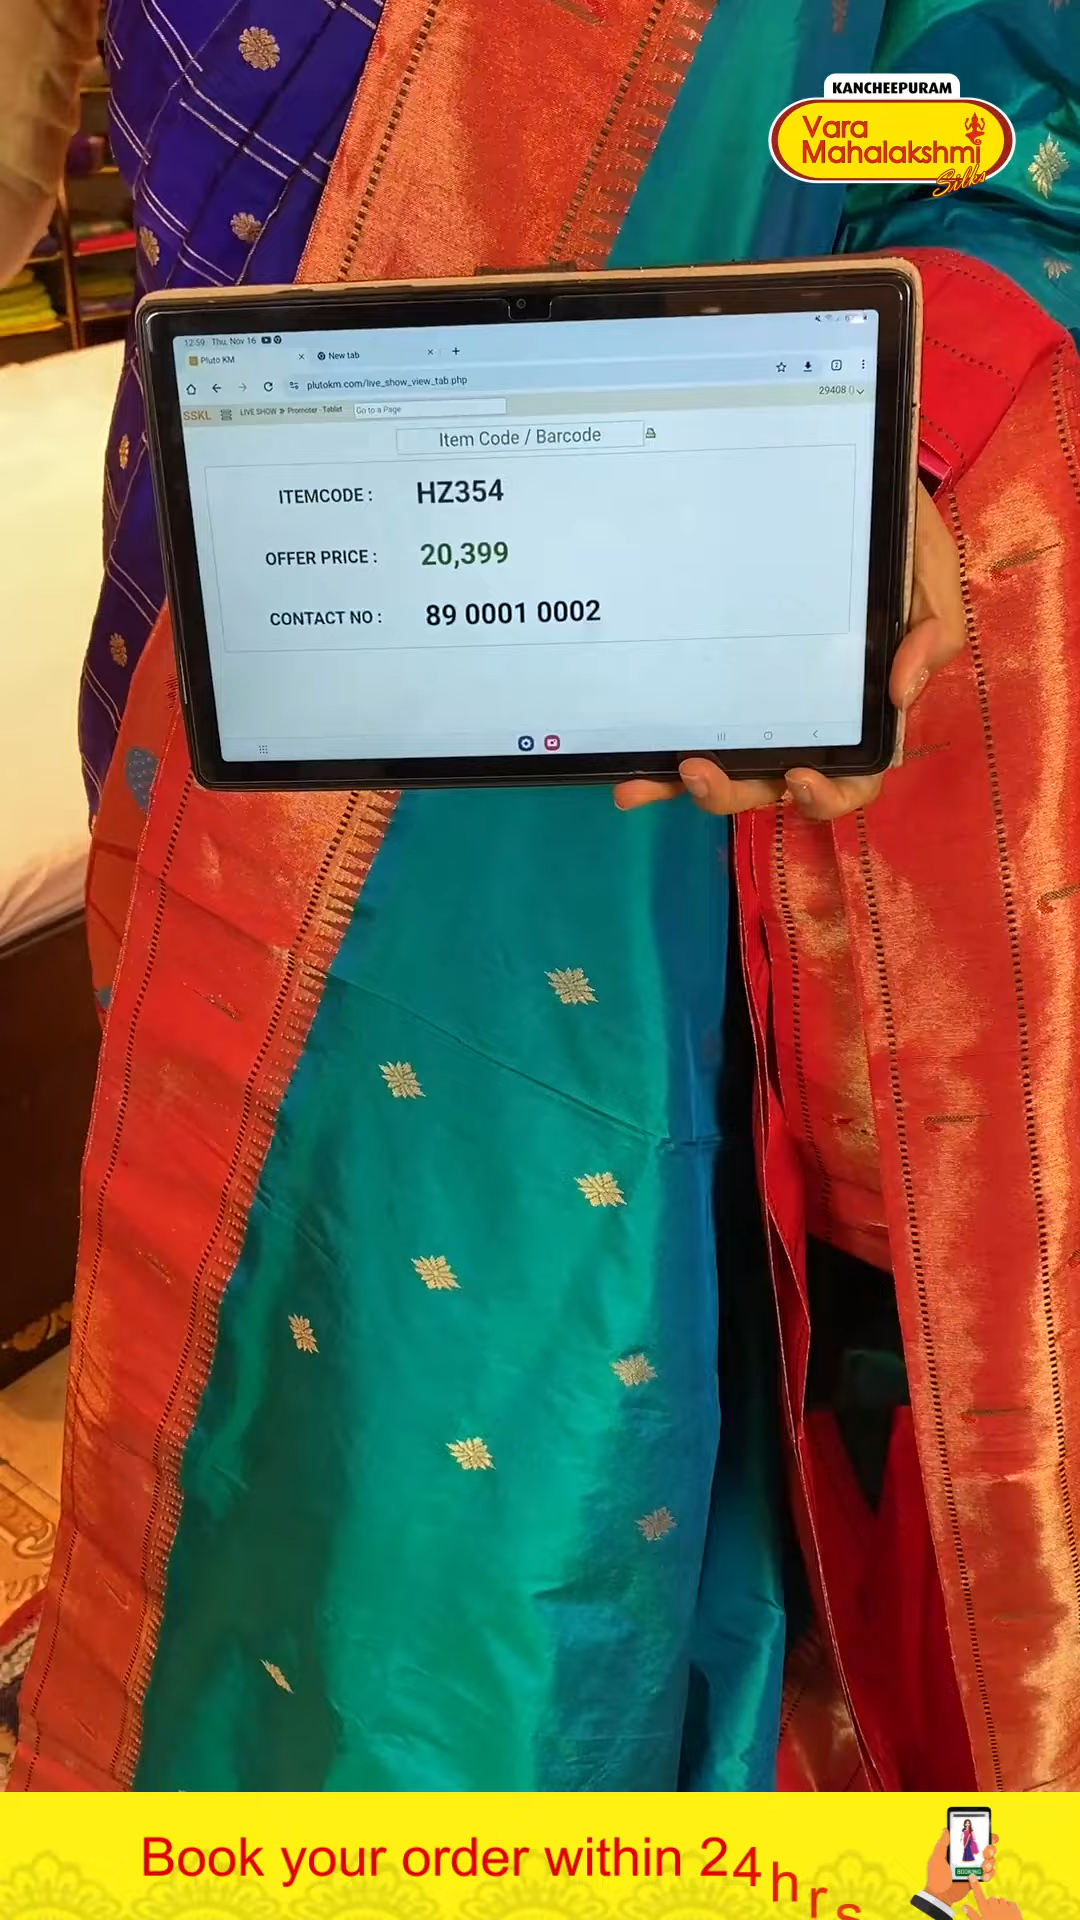 KANCHEEPURAM
Vara
Mahalakshmi
Silks
12:59 Thu, Nov 16
Pluto KM
New tab
plutokm.com/live_show_view_tab.php
29408 ()
SSKL
LIVE SHOW » Promoter - Tablet
Go to a Page
Item Code / Barcode
ITEMCODE : HZ354
OFFER PRICE : 20,399
CONTACT NO : 89 0001 0002
Book your order within 24hrs
BOOKING